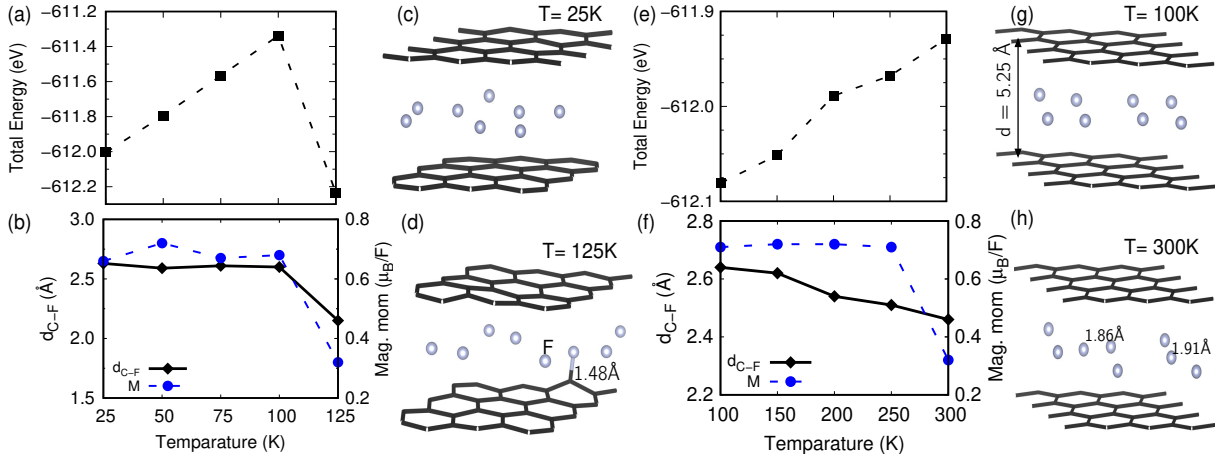 (a)
−611.4
−611.6
−611.8
−612.0
−612.2
Total Energy (eV)
(b)
3.0
2.5
2.0
1.5
d_C−F (Å)
0.8
0.6
0.4
0.2
Mag. mom (μ_B/F)
d_C−F
M
25 50 75 100 125
Temparature (K)
(c)
T= 25K
(d)
T= 125K
F
1.48Å
(e)
−611.9
−612.0
−612.1
Total Energy (eV)
(f)
2.8
2.6
2.4
2.2
d_C−F (Å)
0.8
0.6
0.4
0.2
Mag. mom (μ_B/F)
d_C−F
M
100 150 200 250 300
Temparature (K)
(g)
T= 100K
d = 5.25 Å
(h)
T= 300K
1.86Å
1.91Å